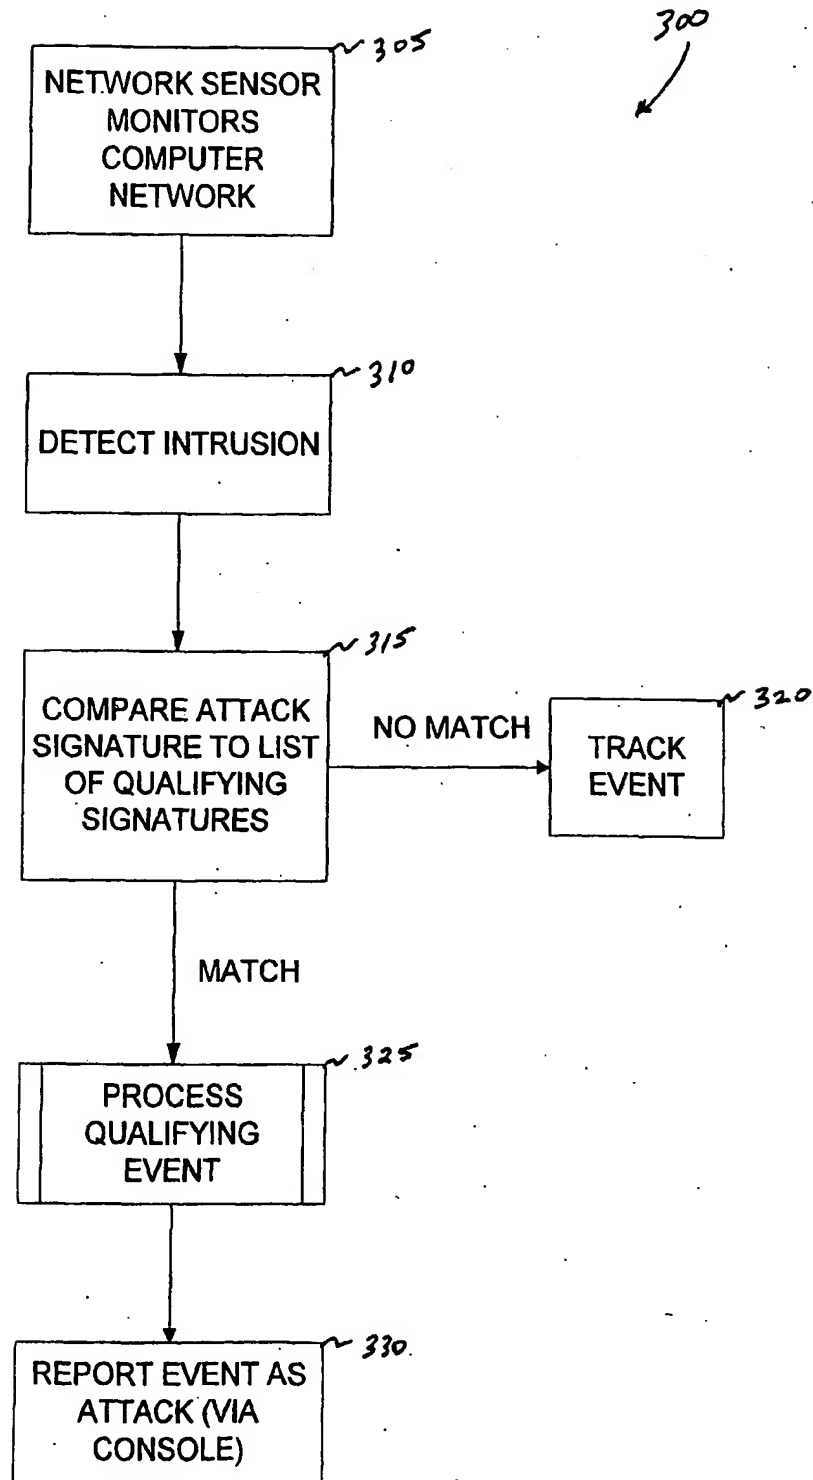 300
305
NETWORK SENSOR
MONITORS
COMPUTER
NETWORK
310
DETECT INTRUSION
315
COMPARE ATTACK
SIGNATURE TO LIST
OF QUALIFYING
SIGNATURES
NO MATCH
320
TRACK
EVENT
MATCH
325
PROCESS
QUALIFYING
EVENT
330
REPORT EVENT AS
ATTACK (VIA
CONSOLE)